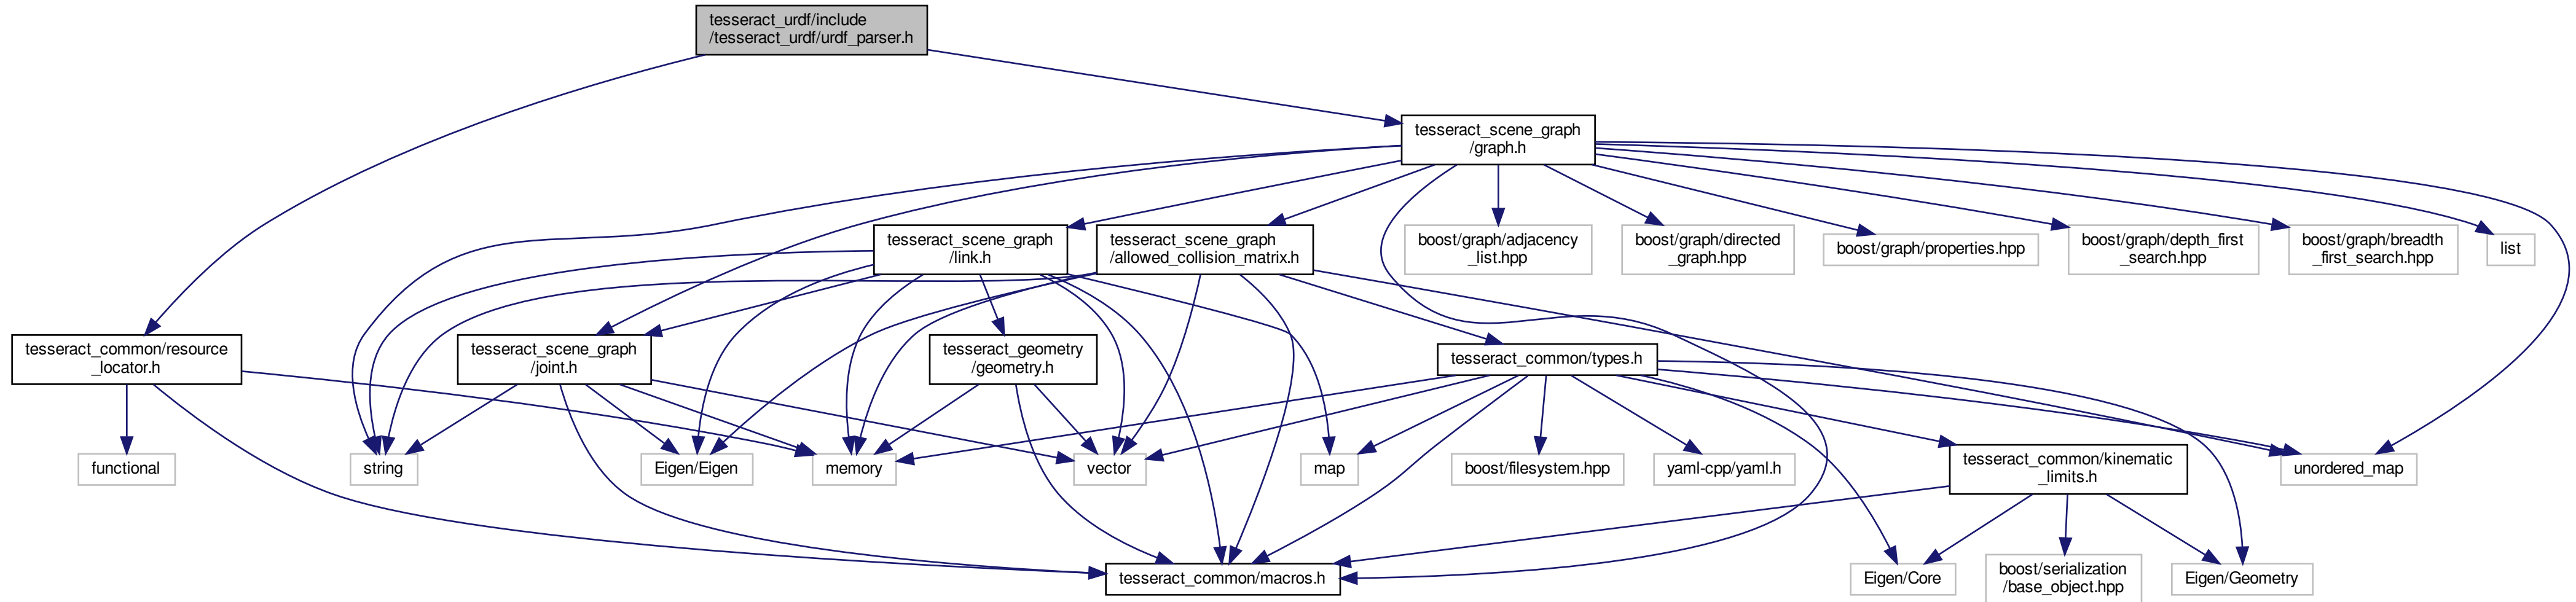 tesseract_urdf/include
/tesseract_urdf/urdf_parser.h
tesseract_scene_graph
/graph.h
tesseract_scene_graph
/link.h
tesseract_scene_graph
/allowed_collision_matrix.h
boost/graph/adjacency
_list.hpp
boost/graph/directed
_graph.hpp
boost/graph/properties.hpp
boost/graph/depth_first
_search.hpp
boost/graph/breadth
_first_search.hpp
list
tesseract_common/resource
_locator.h
tesseract_scene_graph
/joint.h
tesseract_geometry
/geometry.h
tesseract_common/types.h
functional
string
Eigen/Eigen
memory
vector
map
boost/filesystem.hpp
yaml-cpp/yaml.h
tesseract_common/kinematic
_limits.h
unordered_map
tesseract_common/macros.h
Eigen/Core
boost/serialization
/base_object.hpp
Eigen/Geometry